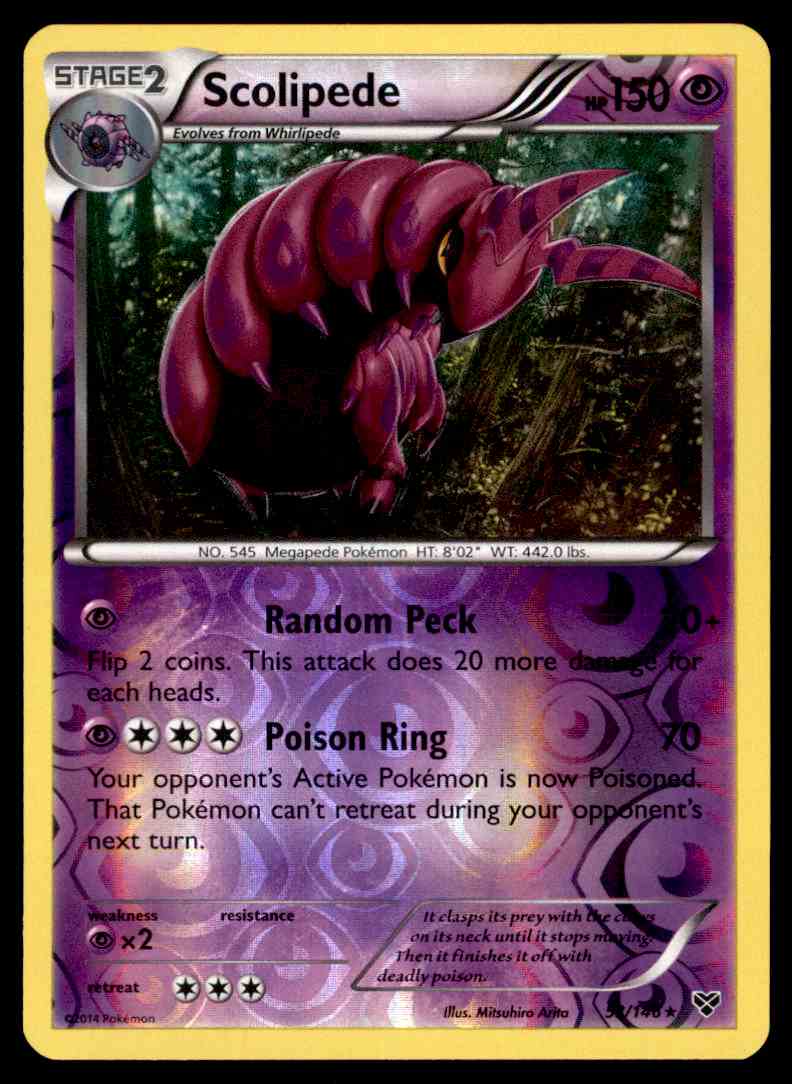 STAGE2
Scolipede
HP150
Evolves from Whirlipede
NO. 545 Megapede Pokémon HT: 8'02" WT: 442.0 lbs.
Random Peck
Flip 2 coins. This attack does 20 more damage for
each heads.
Poison Ring 70
Your opponent's Active Pokémon is now Poisoned.
That Pokémon can't retreat during your opponent's
next turn.
weakness resistance
×2
It clasps its prey with the claws
on its neck until it stops moving.
Then it finishes it off with
deadly poison.
retreat
©2014 Pokémon
Illus. Mitsuhiro Arita